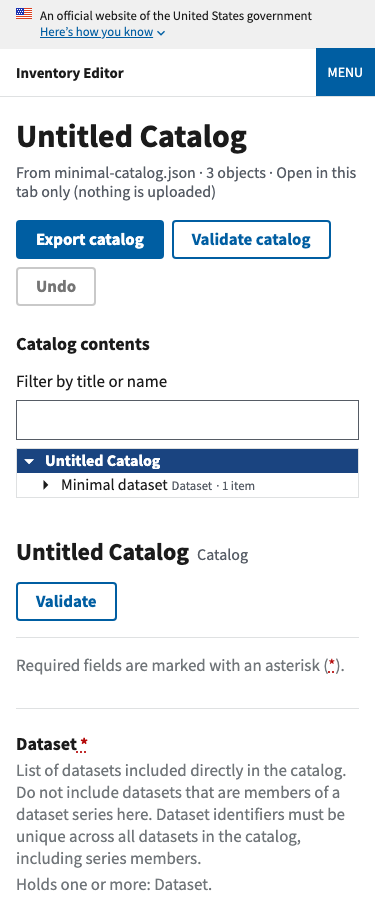 An official website of the United States government
Here's how you know
Inventory Editor
MENU
Untitled Catalog
From minimal-catalog.json · 3 objects · Open in this
tab only (nothing is uploaded)
Export catalog
Validate catalog
Undo
Catalog contents
Filter by title or name
Untitled Catalog
Minimal dataset Dataset · 1 item
Untitled Catalog Catalog
Validate
Required fields are marked with an asterisk (*).
Dataset *
List of datasets included directly in the catalog.
Do not include datasets that are members of a
dataset series here. Dataset identifiers must be
unique across all datasets in the catalog,
including series members.
Holds one or more: Dataset.